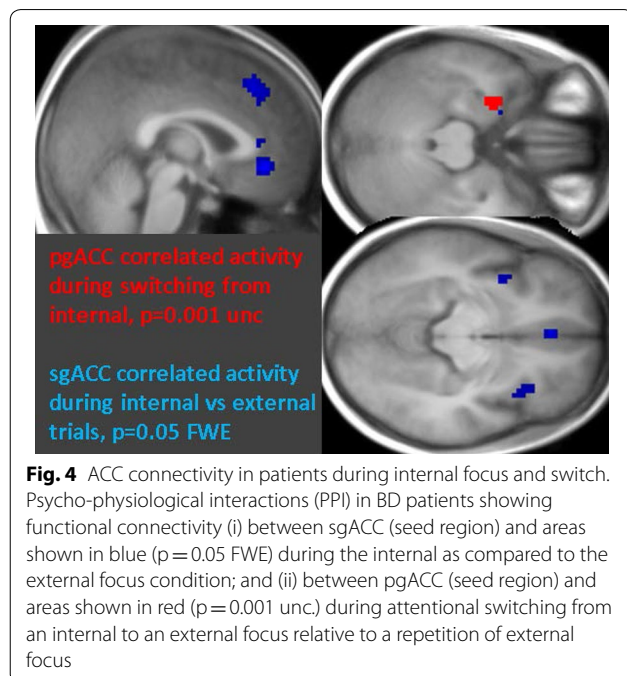 pgACC correlated activity
during switching from
internal, p=0.001 unc
sgACC correlated activity
during internal vs external
trials, p=0.05 FWE
Fig. 4 ACC connectivity in patients during internal focus and switch.
Psycho-physiological interactions (PPI) in BD patients showing
functional connectivity (i) between sgACC (seed region) and areas
shown in blue (p = 0.05 FWE) during the internal as compared to the
external focus condition; and (ii) between pgACC (seed region) and
areas shown in red (p = 0.001 unc.) during attentional switching from
an internal to an external focus relative to a repetition of external
focus